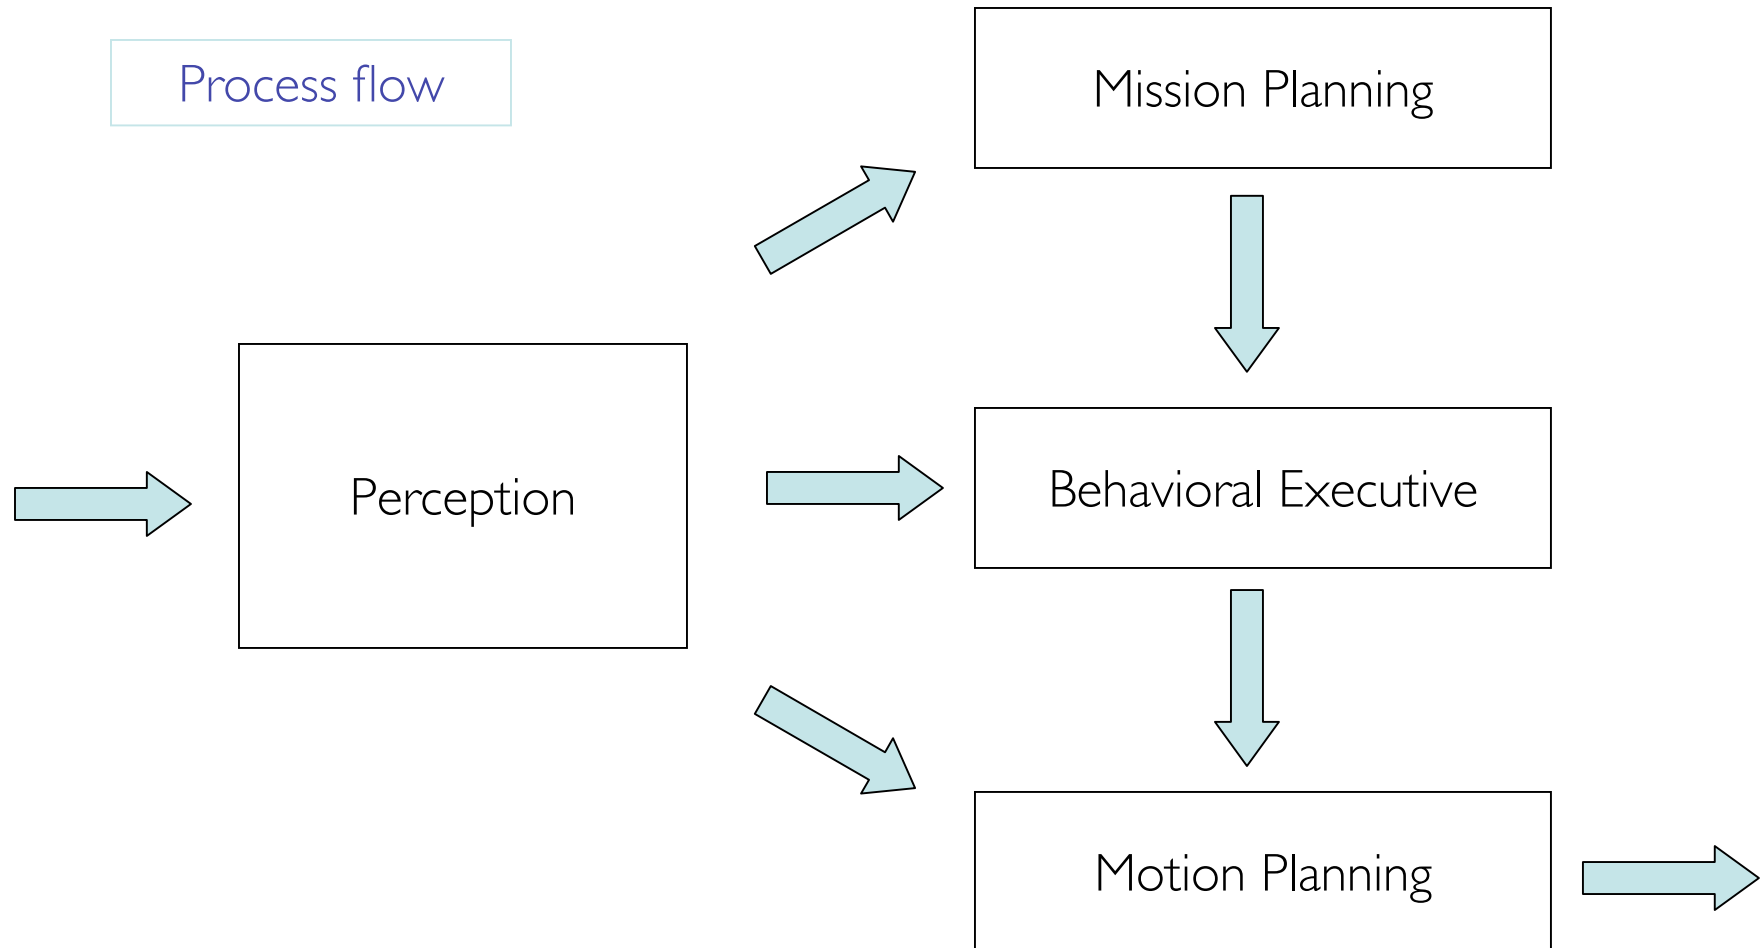 Process flow
Mission Planning
Perception
Behavioral Executive
Motion Planning